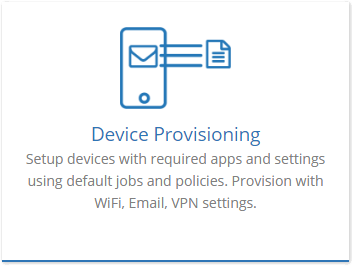 Device Provisioning
Setup devices with required apps and settings
using default jobs and policies. Provision with
WiFi, Email, VPN settings.